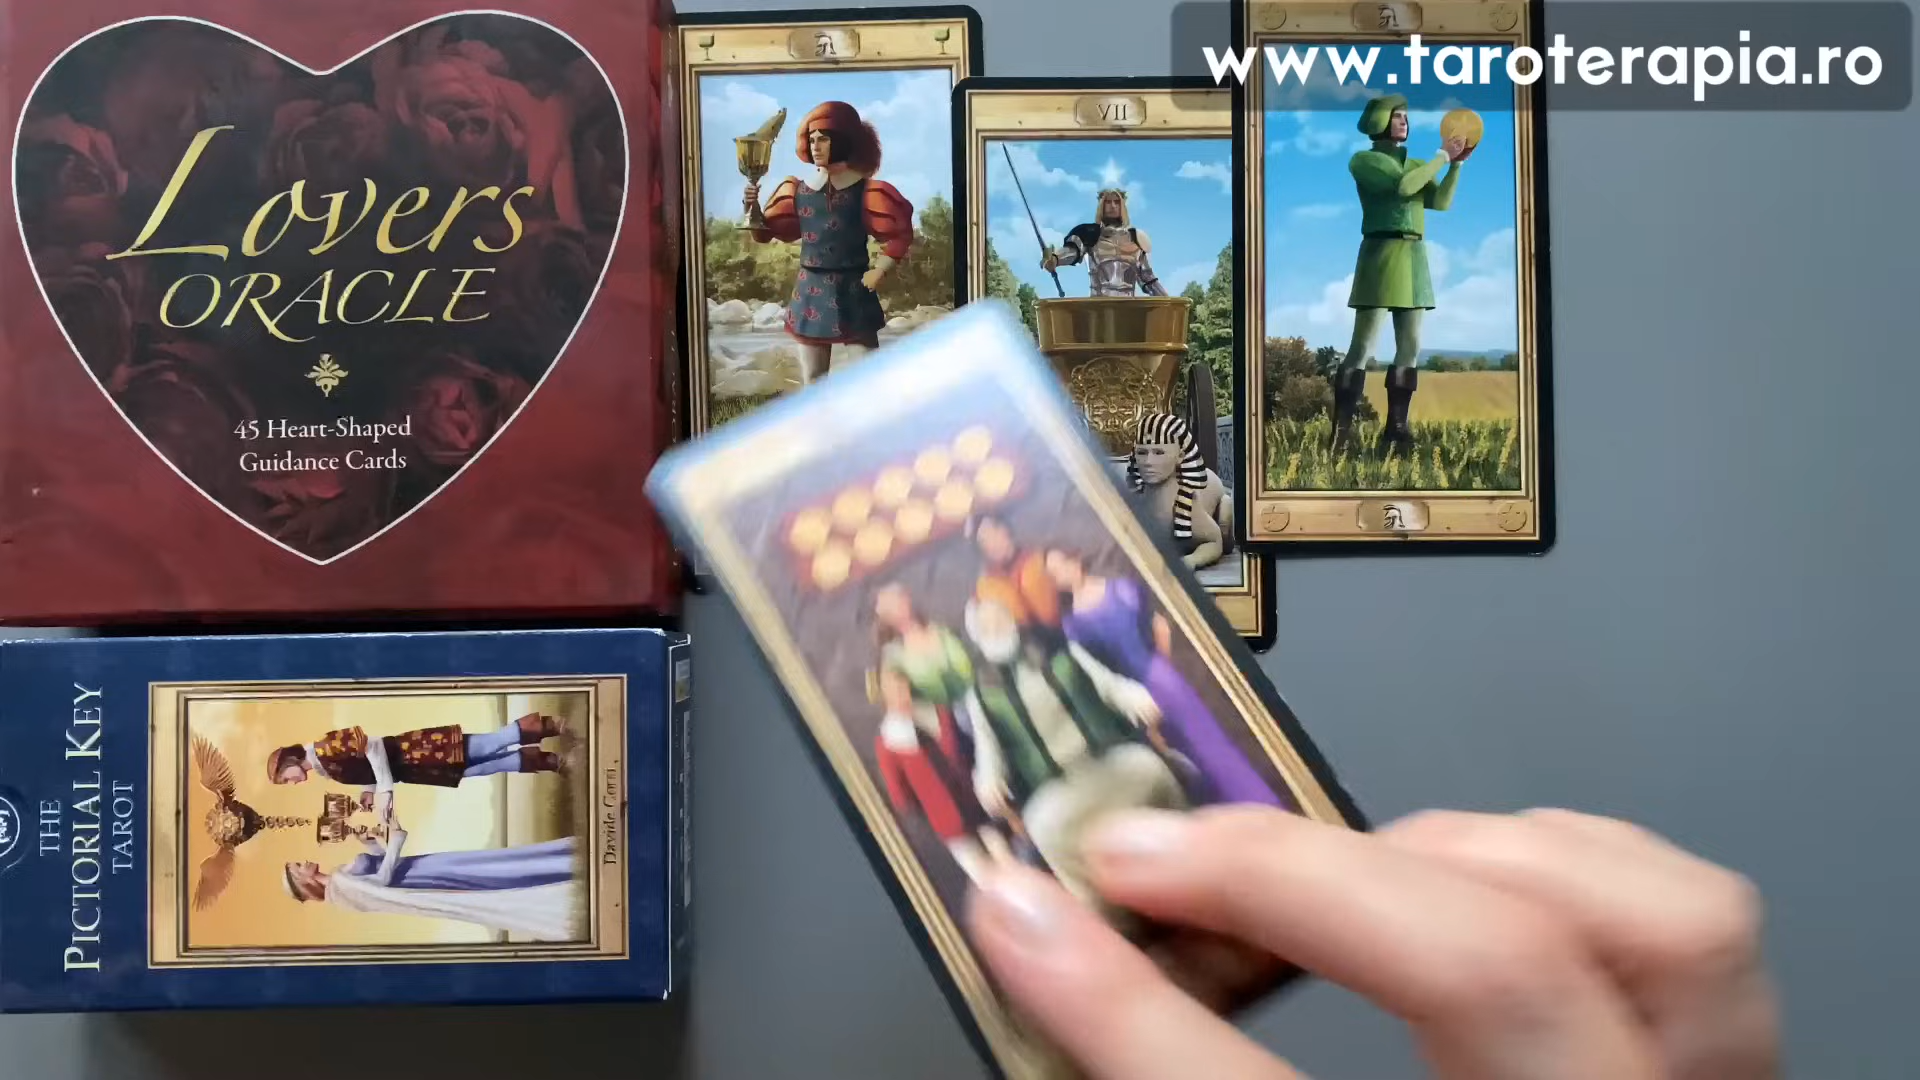 www.taroterapia.ro
Lovers
ORACLE
45 Heart-Shaped
Guidance Cards
VII
THE
PICTORIAL KEY
TAROT
Davide Corsi